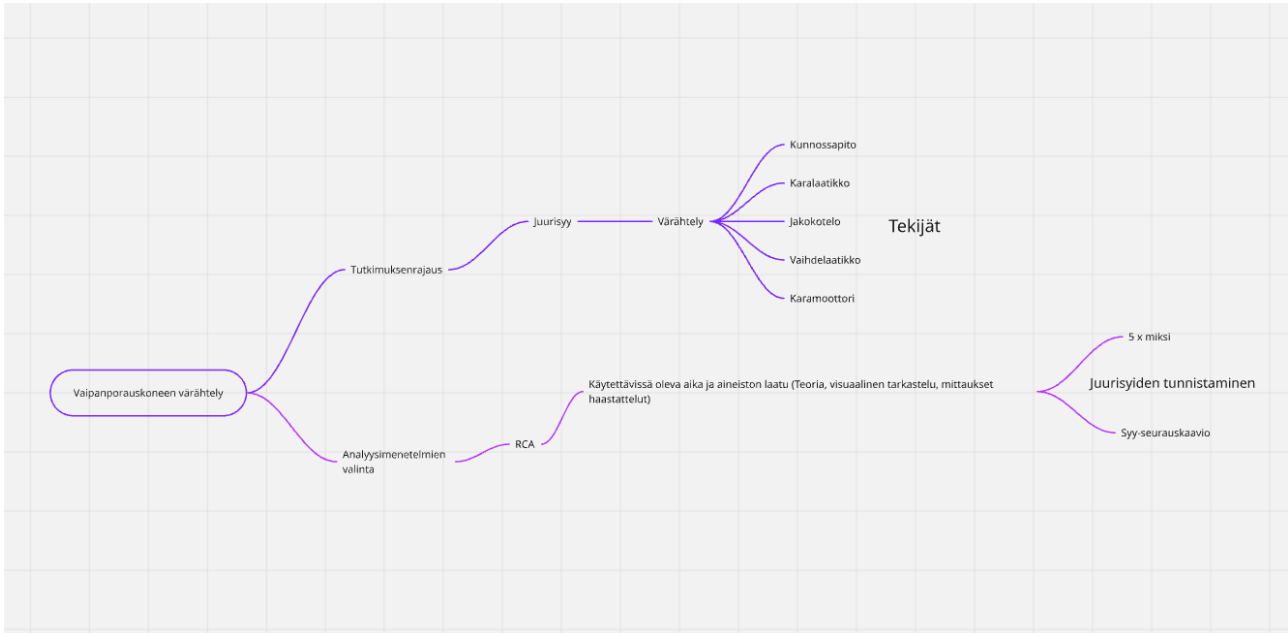 Kunnossapito
Karalaatikko
Juurisyy
Värähtely
Jakokotelo
Tekijät
Vaihdelaatikko
Tutkimuksenrajaus
Karamoottori
5 x miksi
Vaipanporauskoneen värähtely
Käytettävissä oleva aika ja aineiston laatu (Teoria, visuaalinen tarkastelu, mittaukset
haastattelut)
Juurisyiden tunnistaminen
Syy-seurauskaavio
RCA
Analyysimenetelmien
valinta